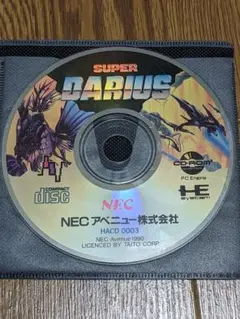 SUPER
DARIUS
CD-ROM
PC Engine
HE
SYSTEM
COMPACT
disc
NEC
NECアベニュー株式会社
HACD 0003
NEC Avenue 1990
LICENCED BY TAITO CORP.